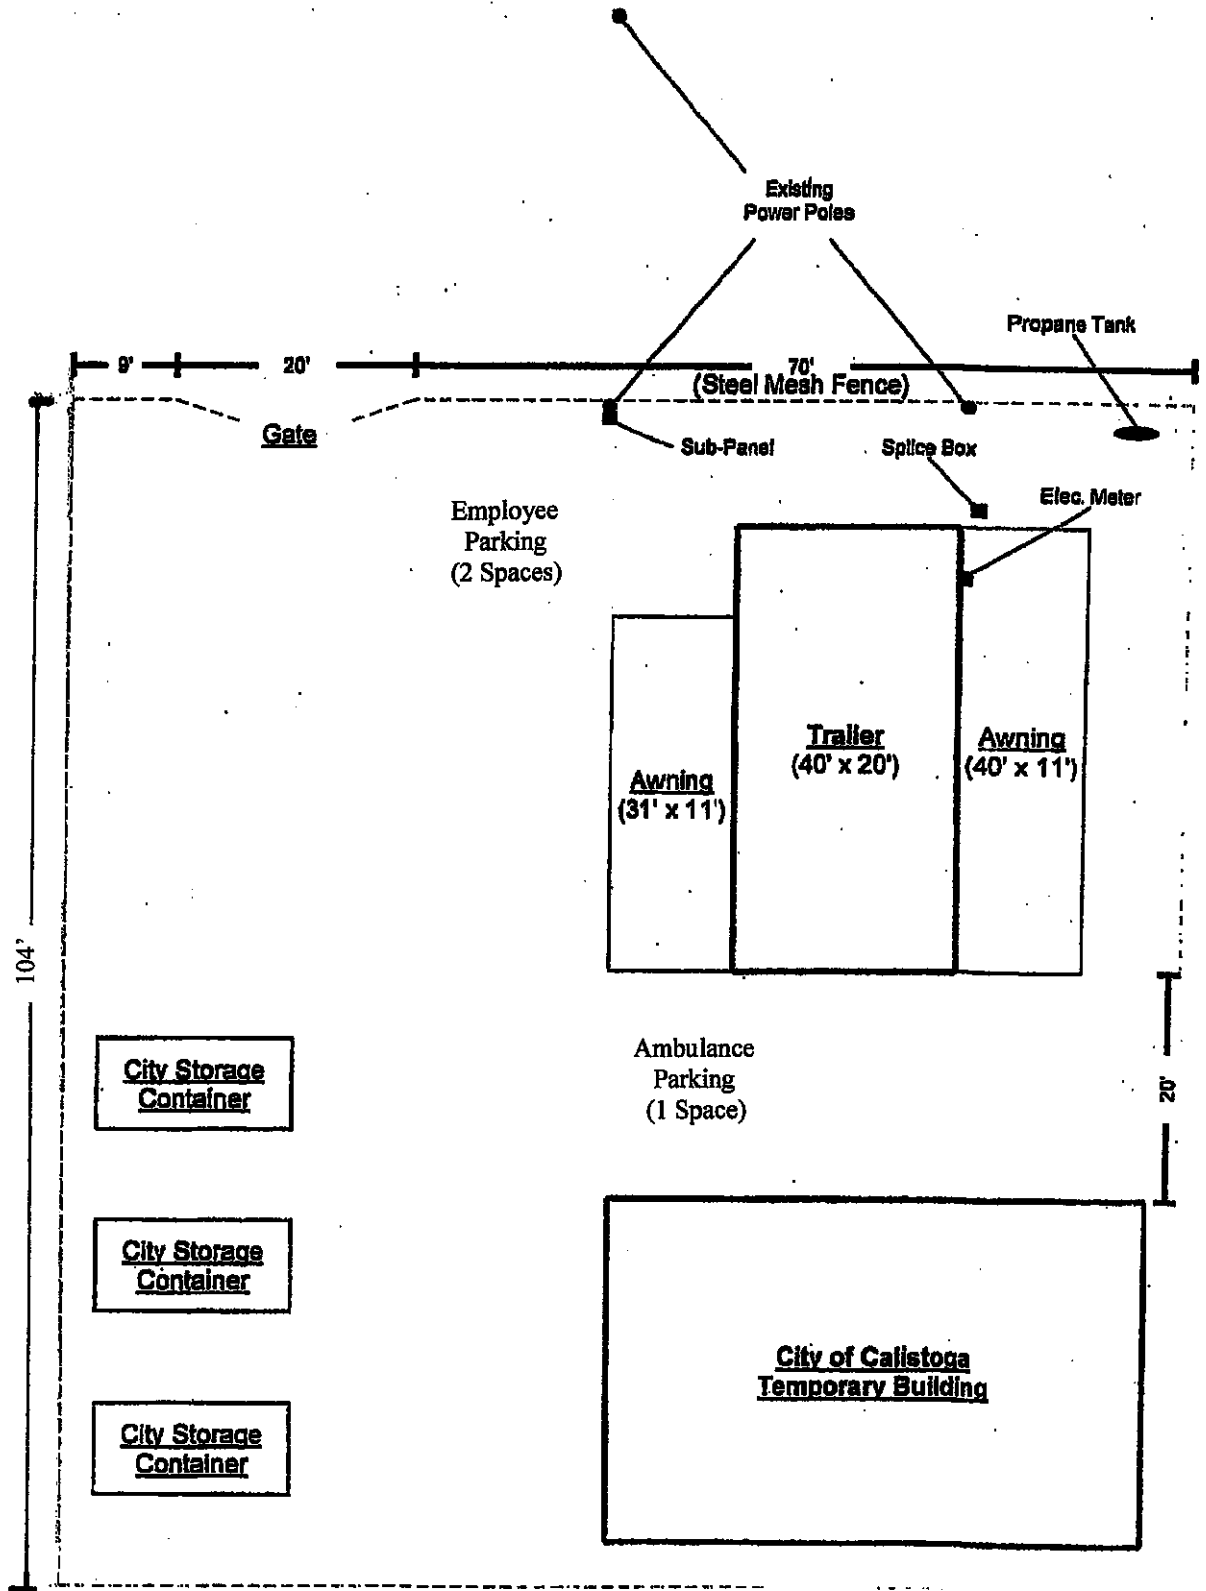 Existing
Power Poles
Propane Tank
9'
20'
70'
(Steel Mesh Fence)
Gate
Sub-Panel
Splice Box
Elec. Meter
Employee
Parking
(2 Spaces)
Trailer
(40' x 20')
Awning
(40' x 11')
Awning
(31' x 11')
104'
Ambulance
Parking
(1 Space)
20'
City Storage
Container
City Storage
Container
City of Calistoga
Temporary Building
City Storage
Container